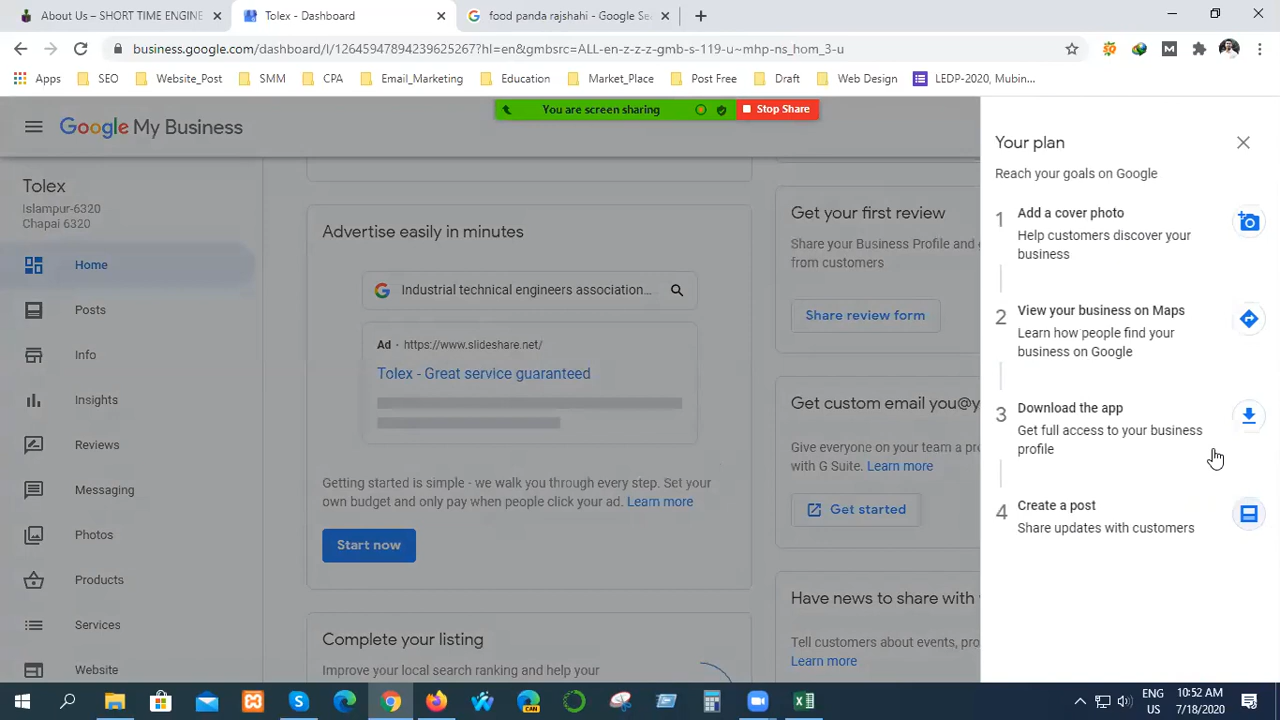 About Us – SHORT TIME ENGINE
Tolex - Dashboard
food panda rajshahi - Google Se
business.google.com/dashboard/l/12645947894239625267?hl=en&gmbsrc=ALL-en-z-z-z-gmb-s-119-u~mhp-ns_hom_3-u
Apps
SEO
Website_Post
SMMI
CPA
Email_Marketing
Education
Market_Place
Post Free
Draft
Web Design
LEDP-2020, Mubin...
You are screen sharing
Stop Share
Google My Business
Tolex
Islampur-6320
Chapai 6320
Home
Posts
Info
Insights
Reviews
Messaging
Photos
Products
Services
Website
Advertise easily in minutes
Industrial technical engineers association...
Ad · https://www.slideshare.net/
Tolex - Great service guaranteed
Getting started is simple - we walk you through every step. Set your
own budget and only pay when people click your ad. Learn more
Start now
Complete your listing
Improve your local search ranking and help your
Get your first review
Share your Business Profile and
from customers
Share review form
Get custom email you@y
Give everyone on your team a pr
with G Suite. Learn more
Get started
Have news to share with
Tell customers about events, pro
Learn more
Your plan
Reach your goals on Google
1 Add a cover photo
Help customers discover your
business
2 View your business on Maps
Learn how people find your
business on Google
3 Download the app
Get full access to your business
profile
4 Create a post
Share updates with customers
CAN
ENG
US
10:52 AM
7/18/2020